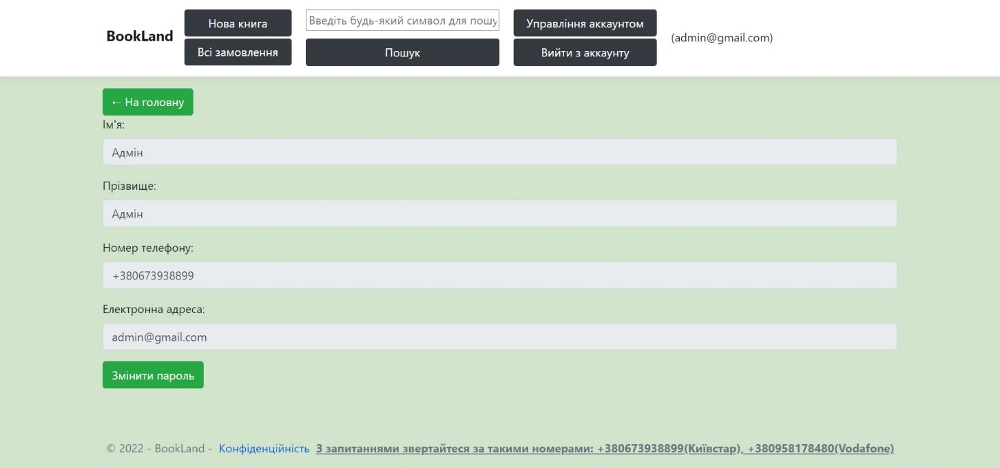 BookLand
Нова книга
Всі замовлення
Введіть будь-який символ для пошу
Пошук
Управління аккаунтом
Вийти з аккаунту
(admin@gmail.com)
← На головну
Ім'я:
Адмін
Прізвище:
Адмін
Номер телефону:
+380673938899
Електронна адреса:
admin@gmail.com
Змінити пароль
© 2022 - BookLand - Конфіденційність З запитаннями звертайтеся за такими номерами: +380673938899(Київстар), +380958178480(Vodafone)